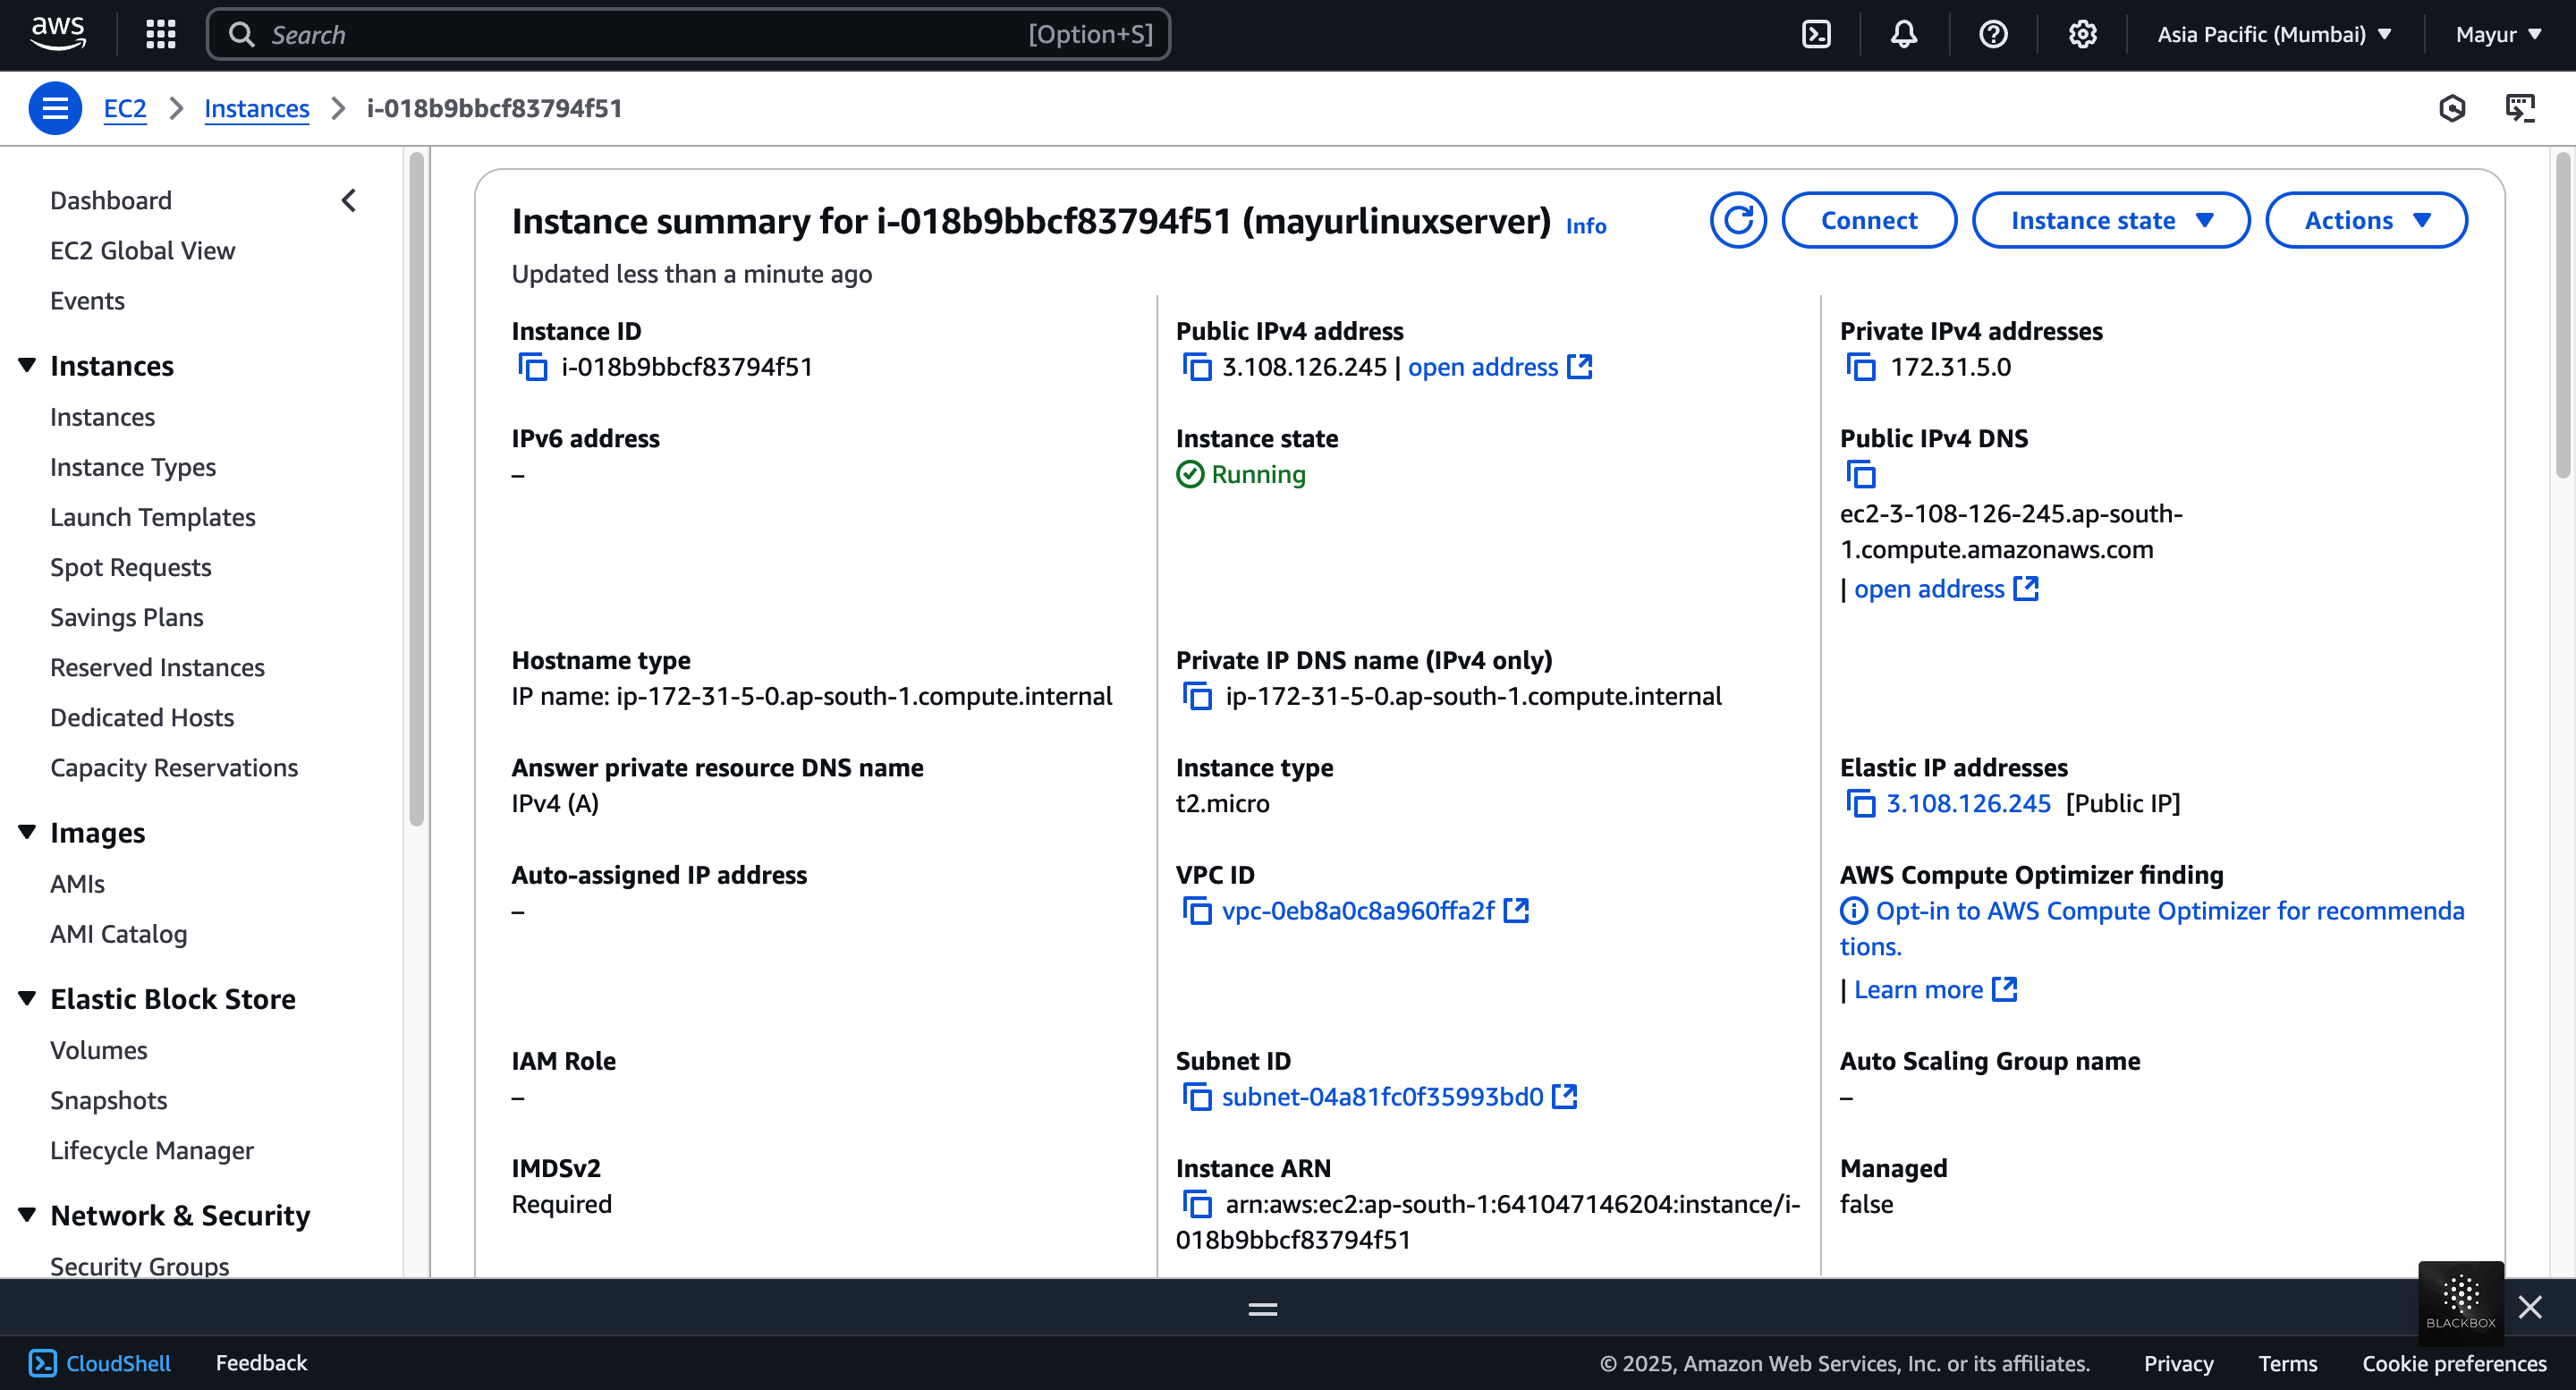 aws
Search [Option+S]
Asia Pacific (Mumbai)
Mayur
EC2
Instances
i-018b9bbcf83794f51
Dashboard
EC2 Global View
Events
Instances
Instances
Instance Types
Launch Templates
Spot Requests
Savings Plans
Reserved Instances
Dedicated Hosts
Capacity Reservations
Images
AMIs
AMI Catalog
Elastic Block Store
Volumes
Snapshots
Lifecycle Manager
Network & Security
Security Groups
Instance summary for i-018b9bbcf83794f51 (mayurlinuxserver) Info
Connect
Instance state
Actions
Updated less than a minute ago
Instance ID
i-018b9bbcf83794f51
Public IPv4 address
3.108.126.245 | open address
Private IPv4 addresses
172.31.5.0
IPv6 address
–
Instance state
Running
Public IPv4 DNS
ec2-3-108-126-245.ap-south-
1.compute.amazonaws.com
| open address
Hostname type
IP name: ip-172-31-5-0.ap-south-1.compute.internal
Private IP DNS name (IPv4 only)
ip-172-31-5-0.ap-south-1.compute.internal
Answer private resource DNS name
IPv4 (A)
Instance type
t2.micro
Elastic IP addresses
3.108.126.245 [Public IP]
Auto-assigned IP address
–
VPC ID
vpc-0eb8a0c8a960ffa2f
AWS Compute Optimizer finding
Opt-in to AWS Compute Optimizer for recommenda
tions.
| Learn more
IAM Role
–
Subnet ID
subnet-04a81fc0f35993bd0
Auto Scaling Group name
–
IMDSv2
Required
Instance ARN
arn:aws:ec2:ap-south-1:641047146204:instance/i-
018b9bbcf83794f51
Managed
false
BLACKBOX
CloudShell
Feedback
© 2025, Amazon Web Services, Inc. or its affiliates.
Privacy
Terms
Cookie preferences